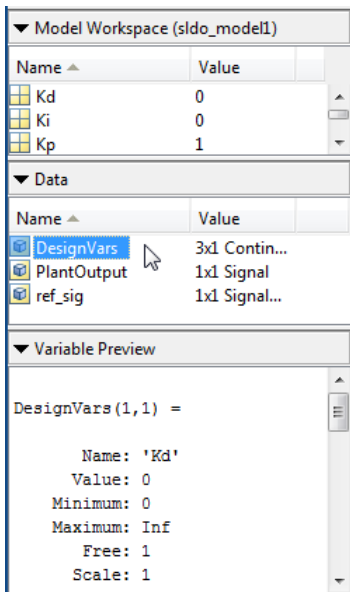 Model Workspace (sldo_model1)
Name Value
Kd 0
Ki 0
Kp 1
Data
Name Value
DesignVars 3x1 Contin...
PlantOutput 1x1 Signal
ref_sig 1x1 Signal...
Variable Preview
DesignVars(1,1) =
Name: 'Kd'
Value: 0
Minimum: 0
Maximum: Inf
Free: 1
Scale: 1